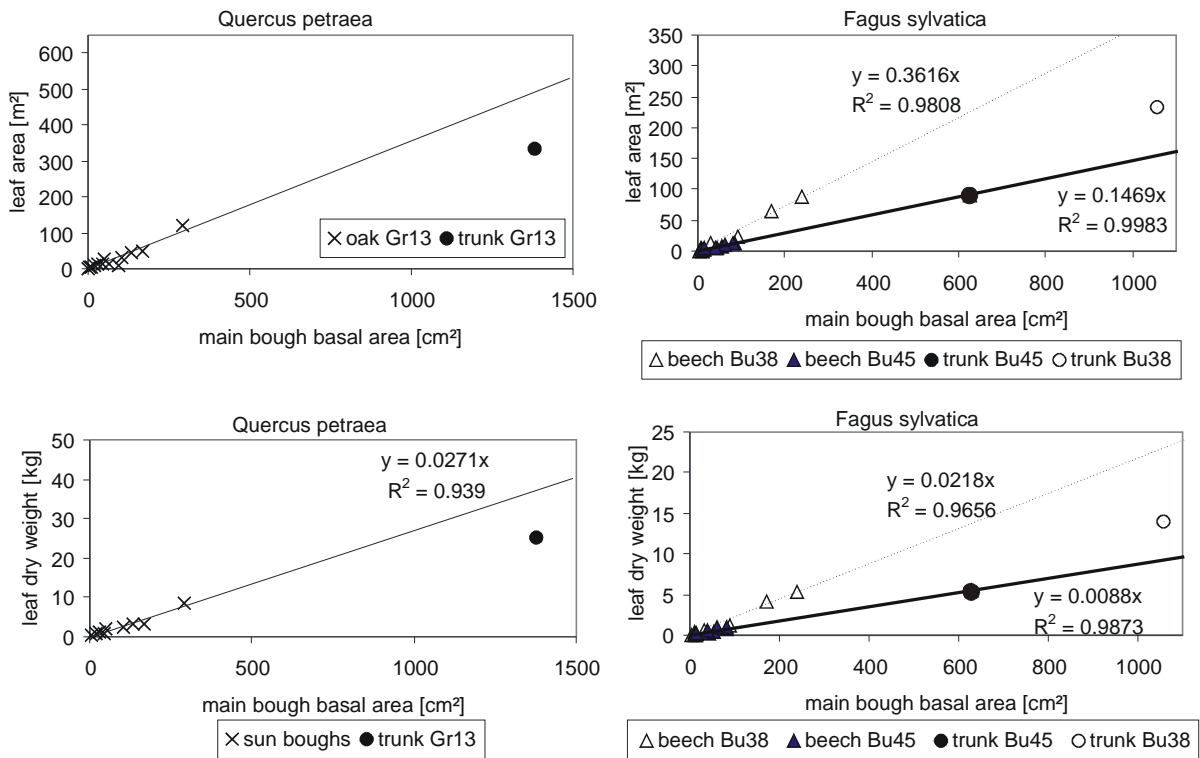 Quercus petraea
600
500
400
300
200
100
0
leaf area [m²]
× oak Gr13 ● trunk Gr13
0 500 1000 1500
main bough basal area [cm²]
Fagus sylvatica
350
300
250
200
150
100
50
0
leaf area [m²]
y = 0.3616x
R² = 0.9808
y = 0.1469x
R² = 0.9983
0 200 400 600 800 1000
main bough basal area [cm²]
△ beech Bu38 ▲ beech Bu45 ● trunk Bu45 ○ trunk Bu38
Quercus petraea
50
40
30
20
10
0
leaf dry weight [kg]
y = 0.0271x
R² = 0.939
0 500 1000 1500
main bough basal area [cm²]
× sun boughs ● trunk Gr13
Fagus sylvatica
25
20
15
10
5
0
leaf dry weight [kg]
y = 0.0218x
R² = 0.9656
y = 0.0088x
R² = 0.9873
0 200 400 600 800 1000
main bough basal area [cm²]
△ beech Bu38 ▲ beech Bu45 ● trunk Bu45 ○ trunk Bu38